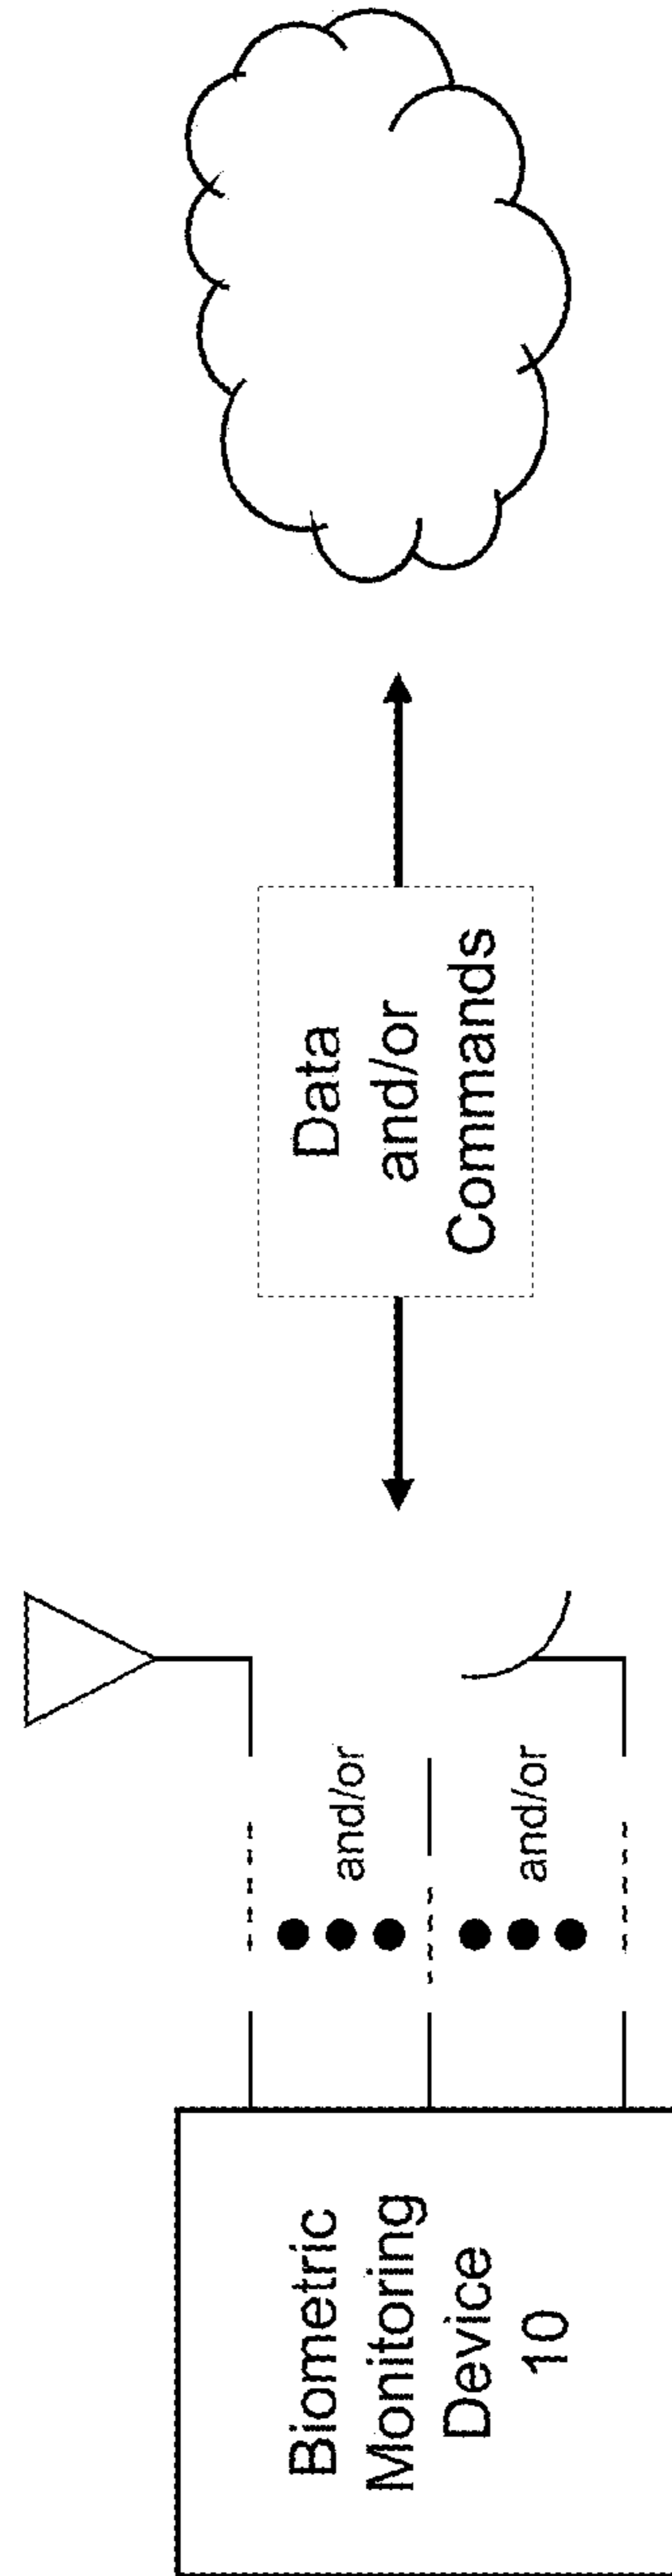 Biometric
Monitoring
Device
10
and/or
and/or
Data
and/or
Commands